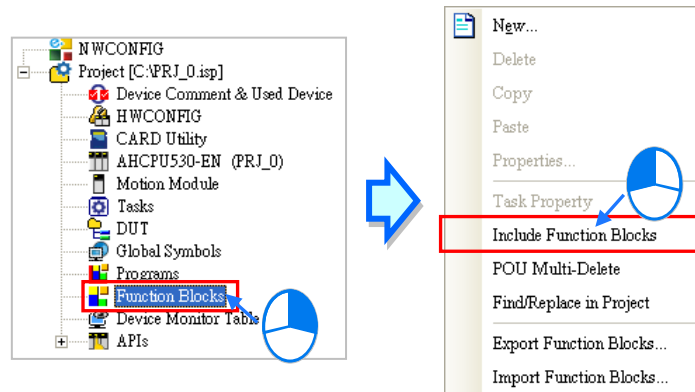 NWCONFIG
Project [C:\PRJ_0.isp]
Device Comment & Used Device
HWCONFIG
CARD Utility
AHCPU530-EN (PRJ_0)
Motion Module
Tasks
DUT
Global Symbols
Programs
Function Blocks
Device Monitor Table
APIs
New...
Delete
Copy
Paste
Properties...
Task Property
Include Function Blocks
POU Multi-Delete
Find/Replace in Project
Export Function Blocks...
Import Function Blocks...